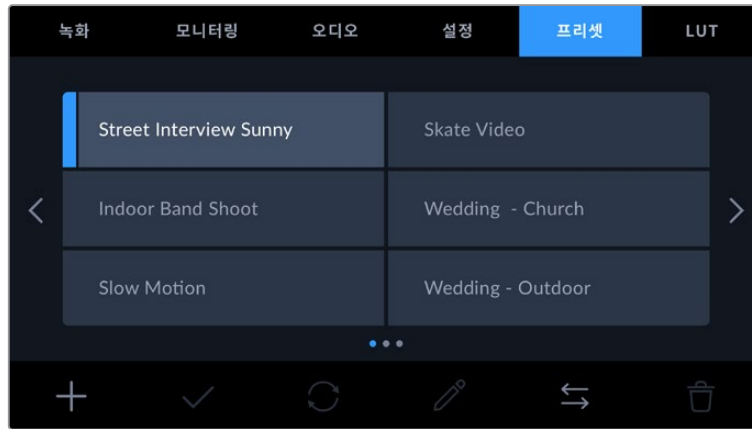 녹화 모니터링 오디오 설정 프리셋 LUT
Street Interview Sunny Skate Video
Indoor Band Shoot Wedding - Church
Slow Motion Wedding - Outdoor